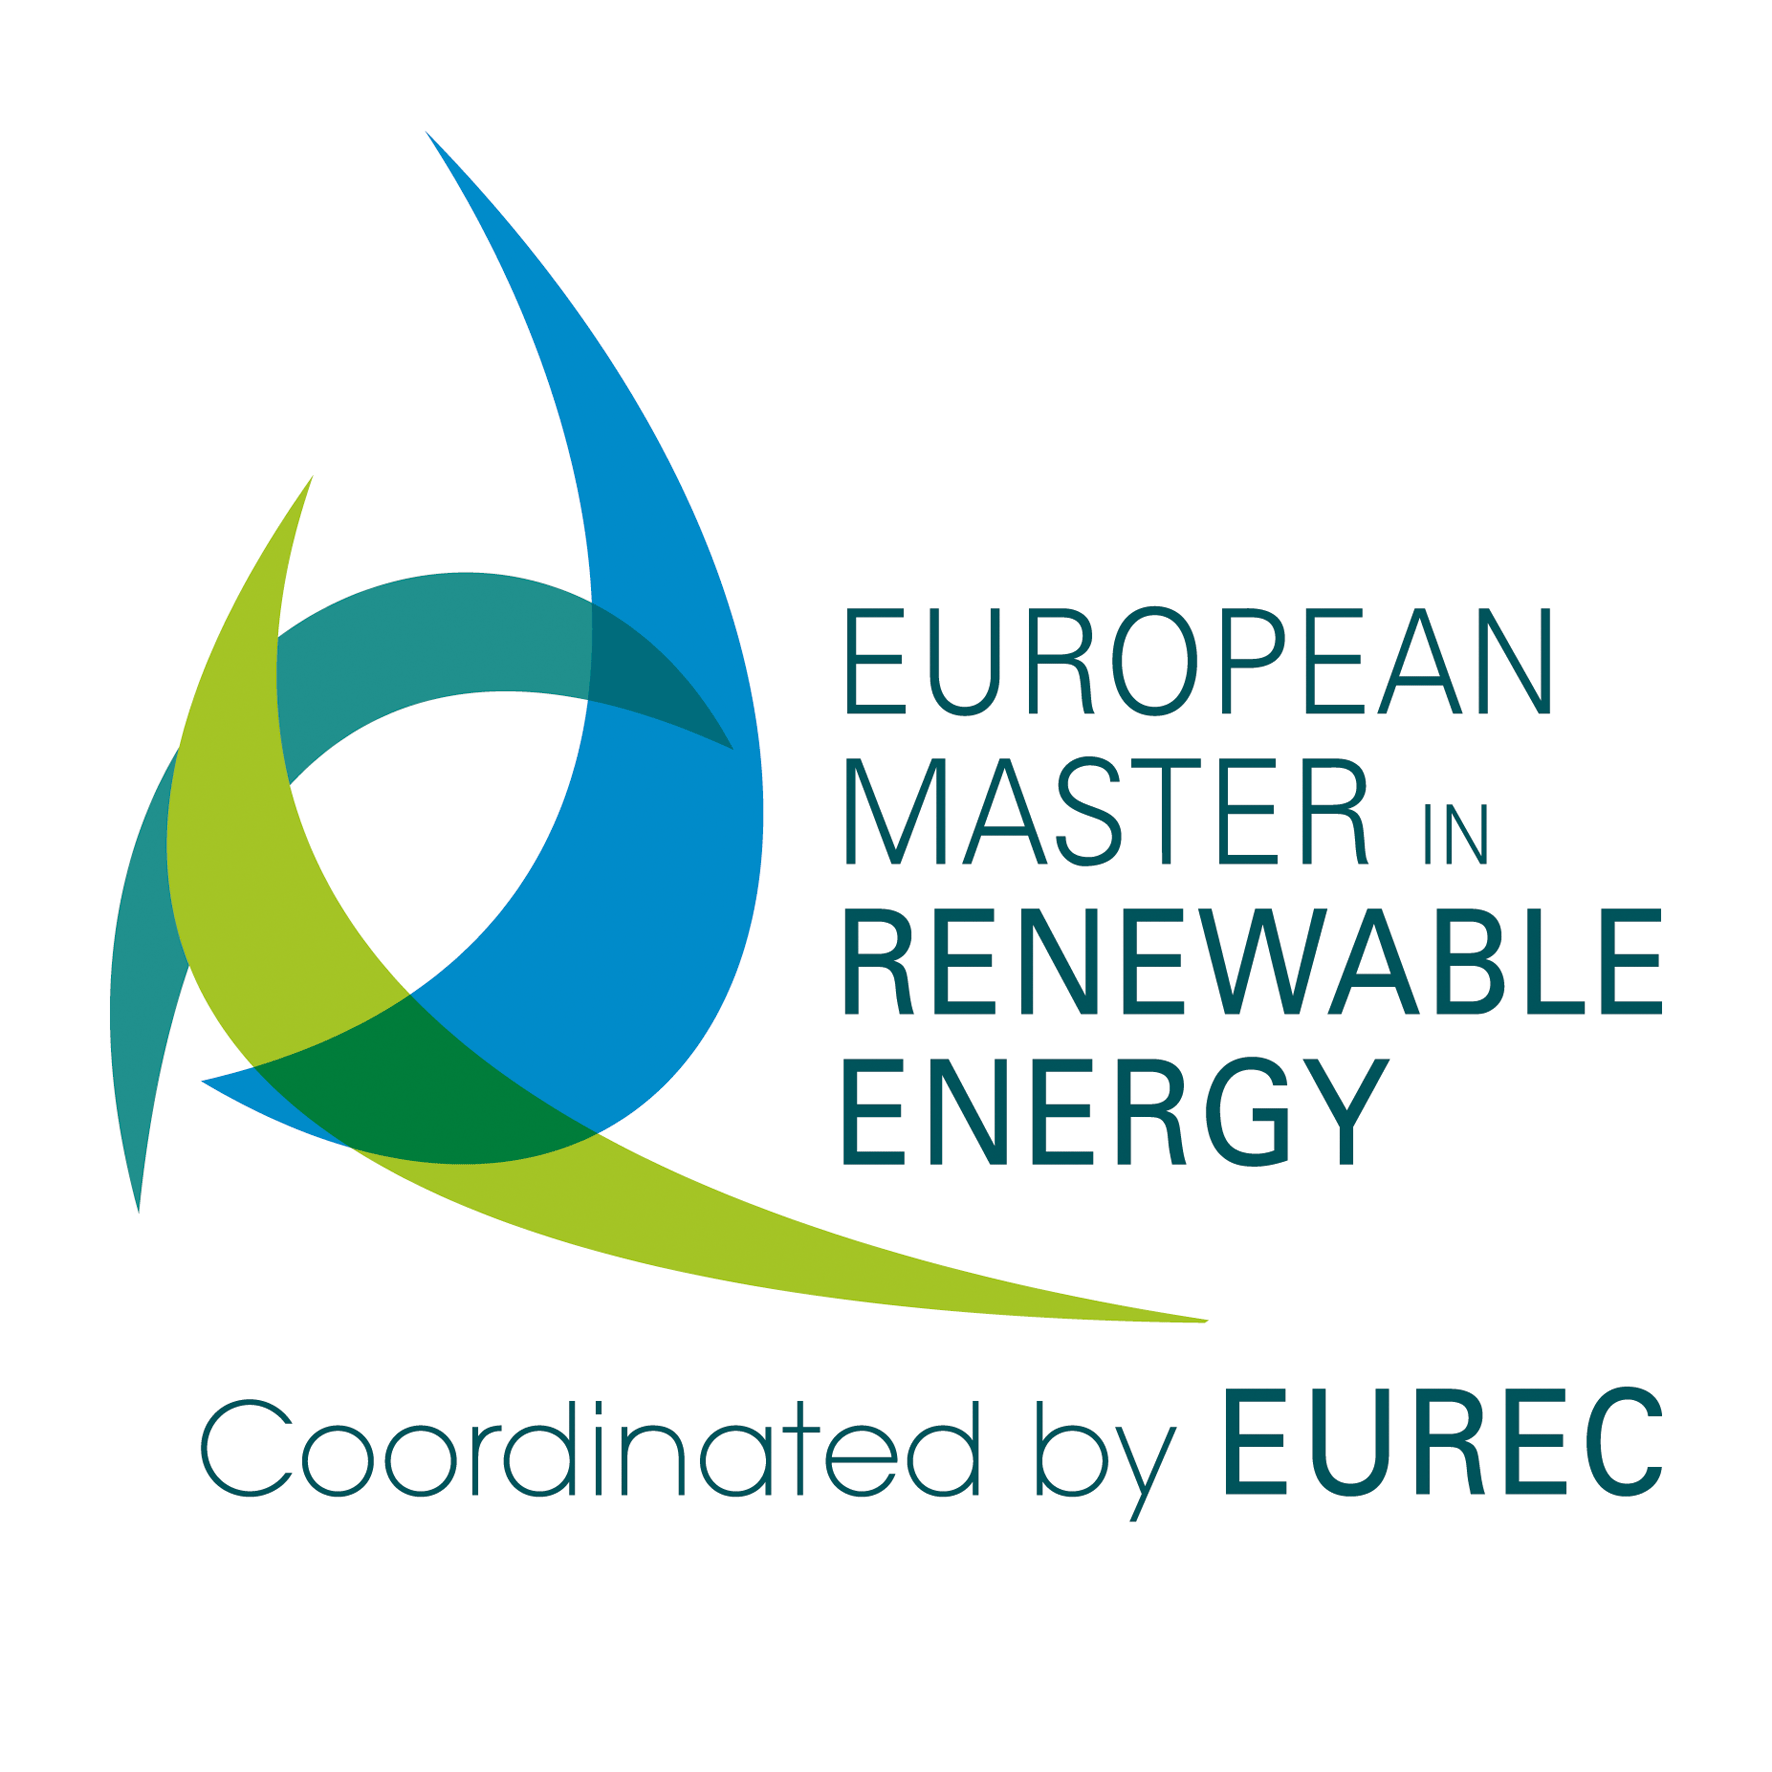 EUROPEAN
MASTER IN
RENEWABLE
ENERGY
Coordinated by EUREC